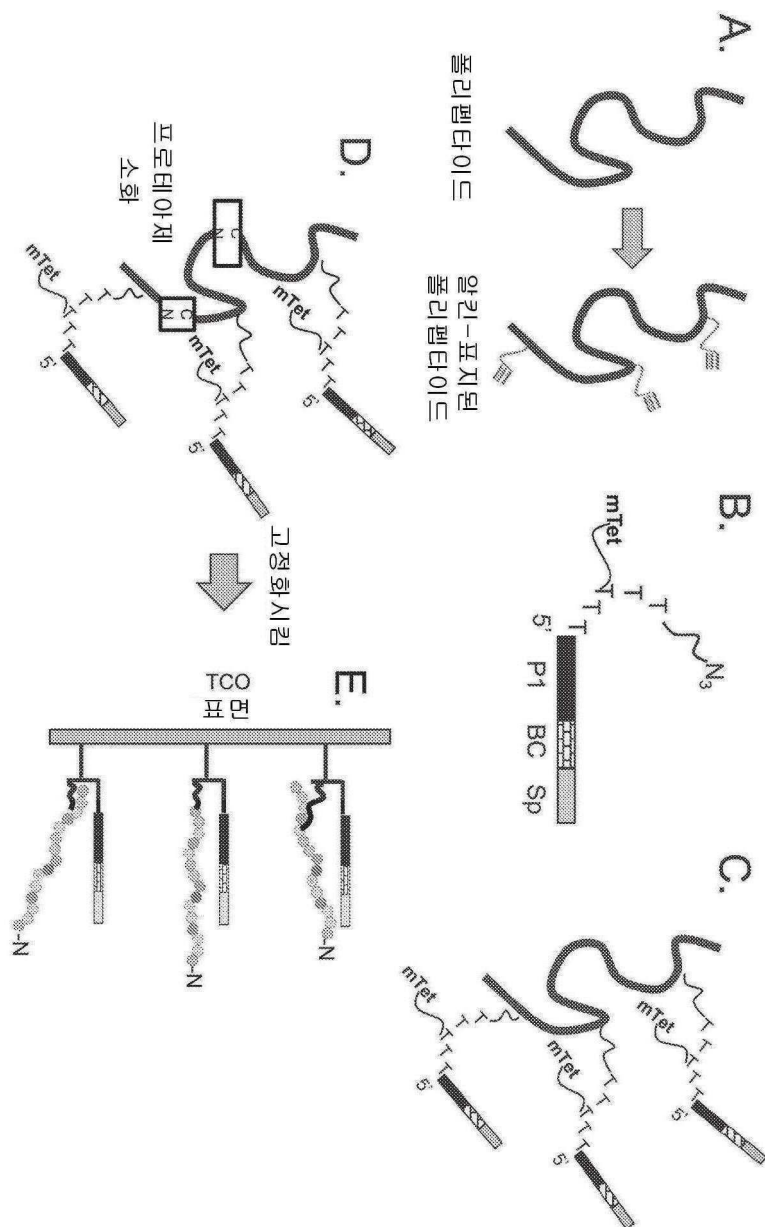 A.
폴리펩타이드
알킨-표지된
폴리펩타이드
B.
N₃
T T T T T
mTet
5' P1 BC Sp
C.
T T T T T
mTet
5'
T T T T T
mTet
5'
T T T T T
mTet
5'
D.
프로테아제
소화
C
N
C
N
T T T T T
mTet
5'
T T T T T
mTet
5'
T T T T T
mTet
5'
고정화시킴
E.
TCO
표면
-N
-N
-N